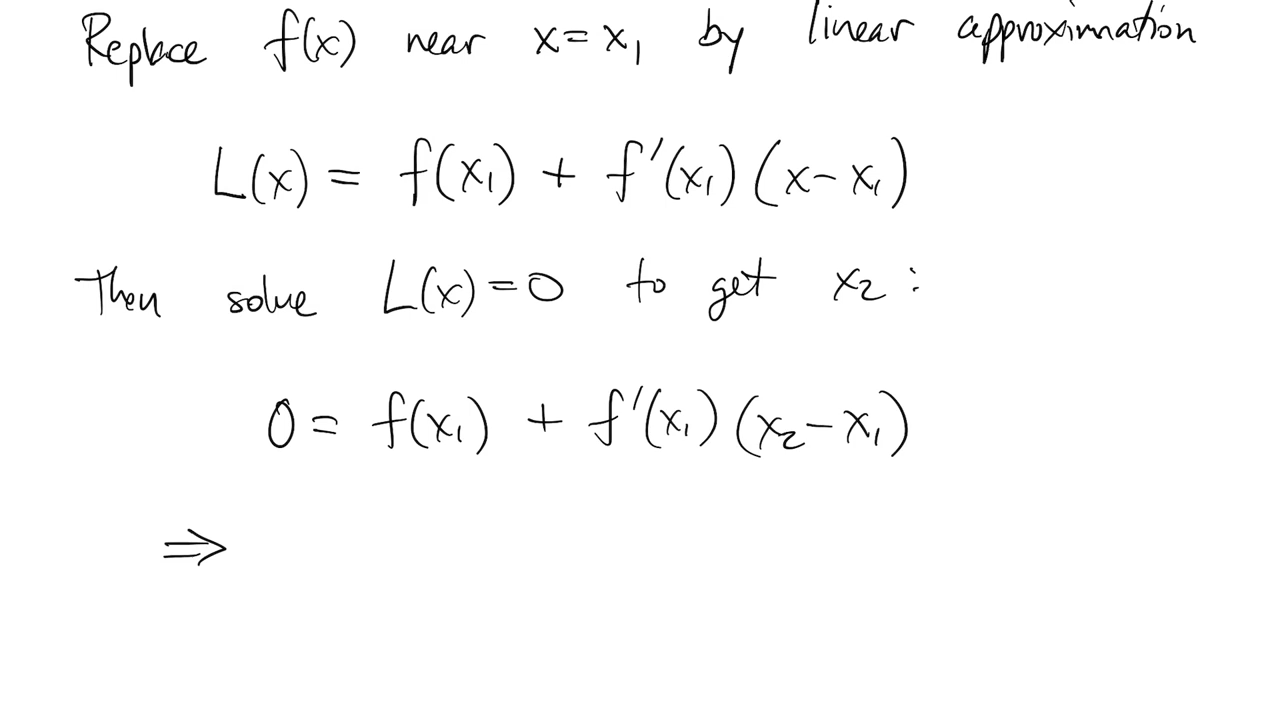 Replace f(x) near x=x₁ by linear approximation
L(x) = f(x₁) + f'(x₁) (x-x₁)
Then solve L(x)=0 to get x₂ :
0 = f(x₁) + f'(x₁) (x₂-x₁)
⇒